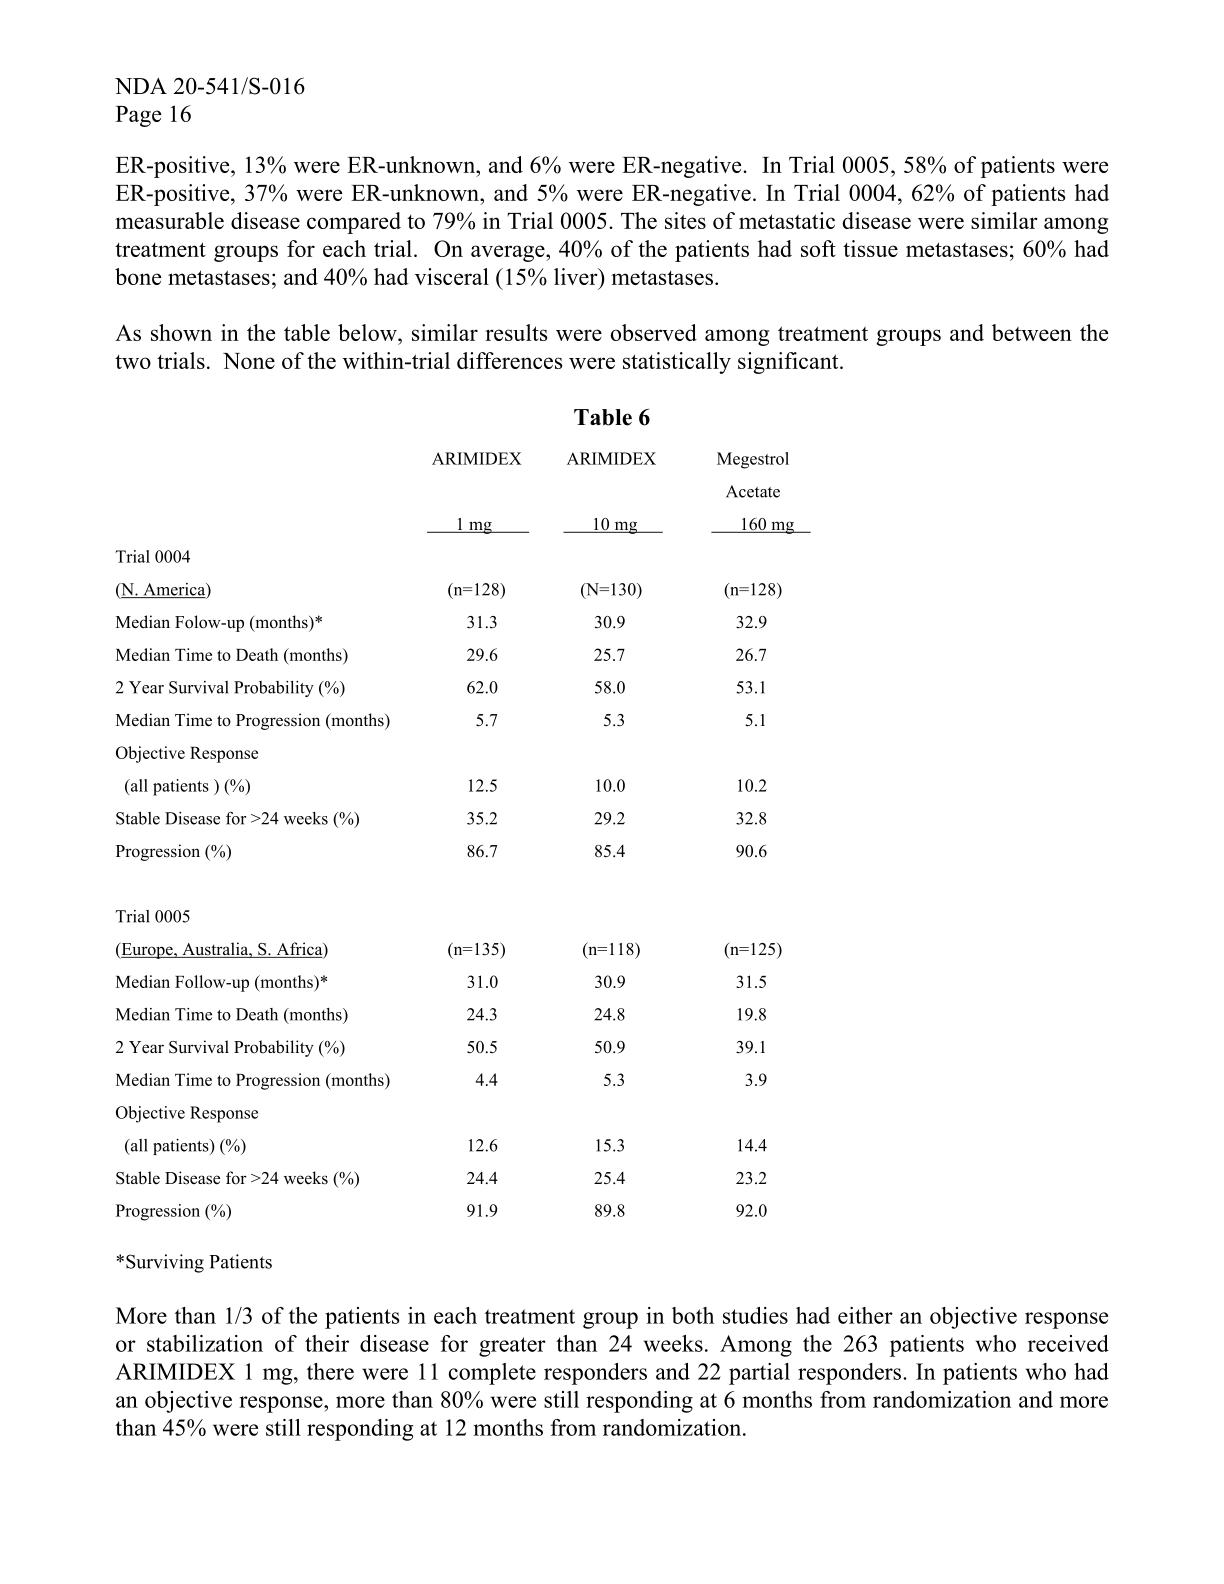 NDA 20-541/S-016
Page 16
ER-positive, 13% were ER-unknown, and 6% were ER-negative.  In Trial 0005, 58% of patients were
ER-positive, 37% were ER-unknown, and 5% were ER-negative. In Trial 0004, 62% of patients had
measurable disease compared to 79% in Trial 0005. The sites of metastatic disease were similar among
treatment groups for each trial.  On average, 40% of the patients had soft tissue metastases; 60% had
bone metastases; and 40% had visceral (15% liver) metastases.
As shown in the table below, similar results were observed among treatment groups and between the
two trials.  None of the within-trial differences were statistically significant.
Table 6
ARIMIDEX ARIMIDEX Megestrol
Acetate
1 mg 10 mg 160 mg
Trial 0004
(N. America) (n=128) (N=130) (n=128)
Median Folow-up (months)* 31.3 30.9 32.9
Median Time to Death (months) 29.6 25.7 26.7
2 Year Survival Probability (%) 62.0 58.0 53.1
Median Time to Progression (months) 5.7 5.3 5.1
Objective Response
(all patients ) (%) 12.5 10.0 10.2
Stable Disease for >24 weeks (%) 35.2 29.2 32.8
Progression (%) 86.7 85.4 90.6
Trial 0005
(Europe, Australia, S. Africa) (n=135) (n=118) (n=125)
Median Follow-up (months)* 31.0 30.9 31.5
Median Time to Death (months) 24.3 24.8 19.8
2 Year Survival Probability (%) 50.5 50.9 39.1
Median Time to Progression (months) 4.4 5.3 3.9
Objective Response
(all patients) (%) 12.6 15.3 14.4
Stable Disease for >24 weeks (%) 24.4 25.4 23.2
Progression (%) 91.9 89.8 92.0
*Surviving Patients
More than 1/3 of the patients in each treatment group in both studies had either an objective response
or stabilization of their disease for greater than 24 weeks. Among the 263 patients who received
ARIMIDEX 1 mg, there were 11 complete responders and 22 partial responders. In patients who had
an objective response, more than 80% were still responding at 6 months from randomization and more
than 45% were still responding at 12 months from randomization.